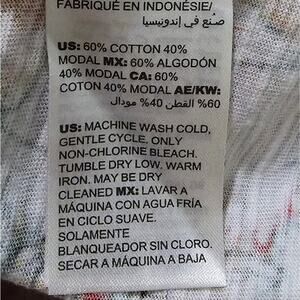 FABRIQUÉ EN INDONÉSIE/
صنع في إندونيسيا
US: 60% COTTON 40%
MODAL MX: 60% ALGODÓN
40% MODAL CA: 60%
COTON 40% MODAL AE/KW:
60% القطن 40% مودال
US: MACHINE WASH COLD,
GENTLE CYCLE, ONLY
NON-CHLORINE BLEACH.
TUMBLE DRY LOW. WARM
IRON. MAY BE DRY
CLEANED MX: LAVAR A
MÁQUINA CON AGUA FRÍA
EN CICLO SUAVE.
SOLAMENTE
BLANQUEADOR SIN CLORO.
SECAR A MÁQUINA A BAJA